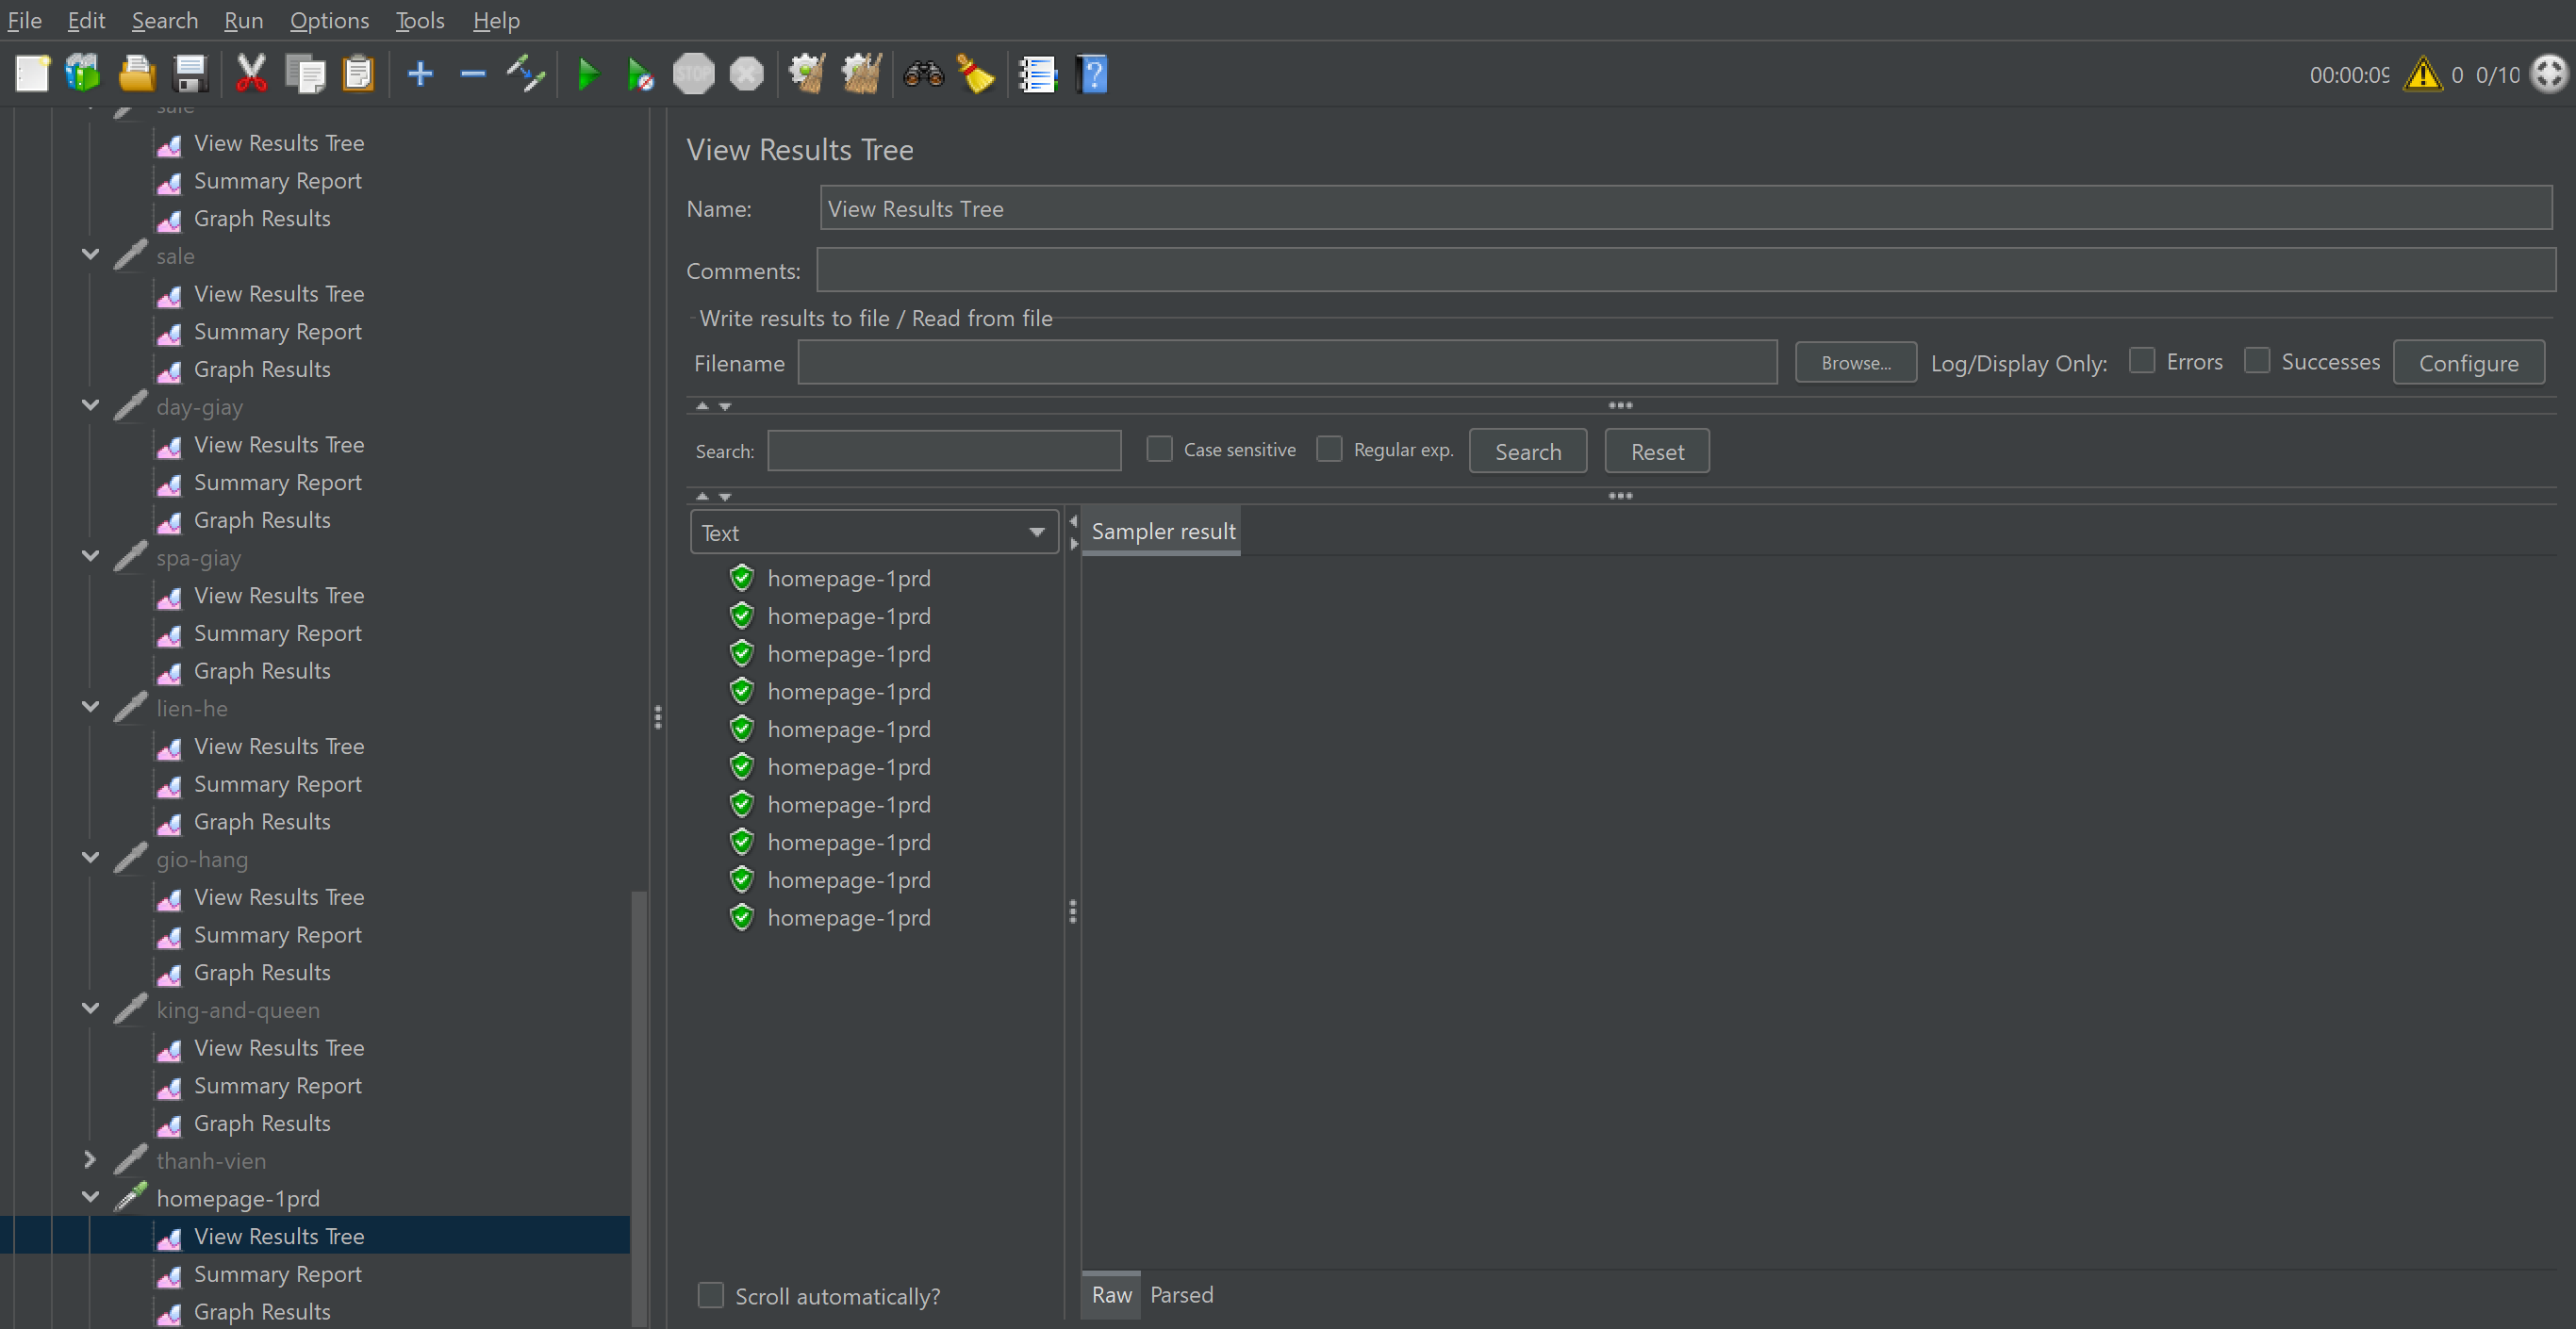 File Edit Search Run Options Tools Help
STOP
00:00:09 0 0/10
sale
View Results Tree
Summary Report
Graph Results
sale
View Results Tree
Summary Report
Graph Results
day-giay
View Results Tree
Summary Report
Graph Results
spa-giay
View Results Tree
Summary Report
Graph Results
lien-he
View Results Tree
Summary Report
Graph Results
gio-hang
View Results Tree
Summary Report
Graph Results
king-and-queen
View Results Tree
Summary Report
Graph Results
thanh-vien
homepage-1prd
View Results Tree
Summary Report
Graph Results
View Results Tree
Name: View Results Tree
Comments:
Write results to file / Read from file
Filename Browse... Log/Display Only: Errors Successes Configure
Search: Case sensitive Regular exp. Search Reset
Text
Sampler result
homepage-1prd
homepage-1prd
homepage-1prd
homepage-1prd
homepage-1prd
homepage-1prd
homepage-1prd
homepage-1prd
homepage-1prd
homepage-1prd
Scroll automatically?
Raw Parsed